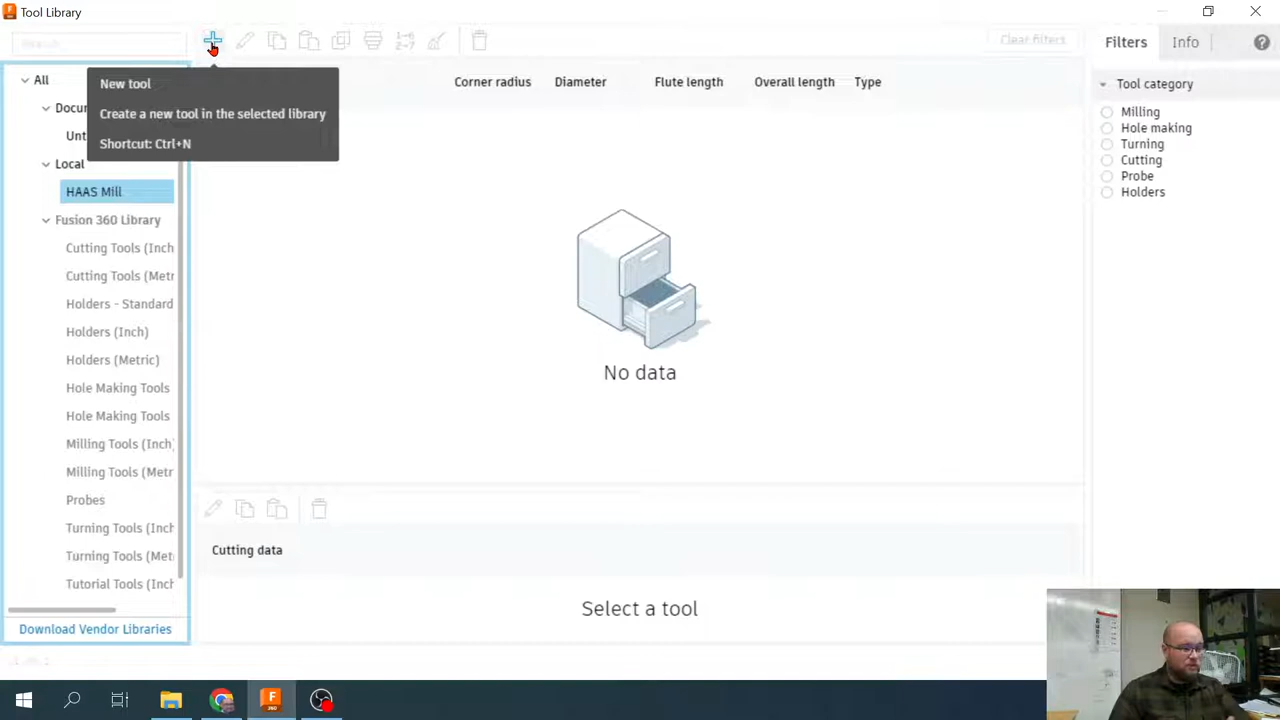 Tool Library
Search
New tool
Create a new tool in the selected library
Shortcut: Ctrl+N
Clear filters
Filters
Info
All
Docu
Unt
Local
HAAS Mill
Fusion 360 Library
Cutting Tools (Inch
Cutting Tools (Metr
Holders - Standard
Holders (Inch)
Holders (Metric)
Hole Making Tools
Hole Making Tools
Milling Tools (Inch)
Milling Tools (Metr
Probes
Turning Tools (Inch
Turning Tools (Met
Tutorial Tools (Inch
Download Vendor Libraries
Corner radius Diameter Flute length Overall length Type
No data
Cutting data
Select a tool
Tool category
Milling
Hole making
Turning
Cutting
Probe
Holders